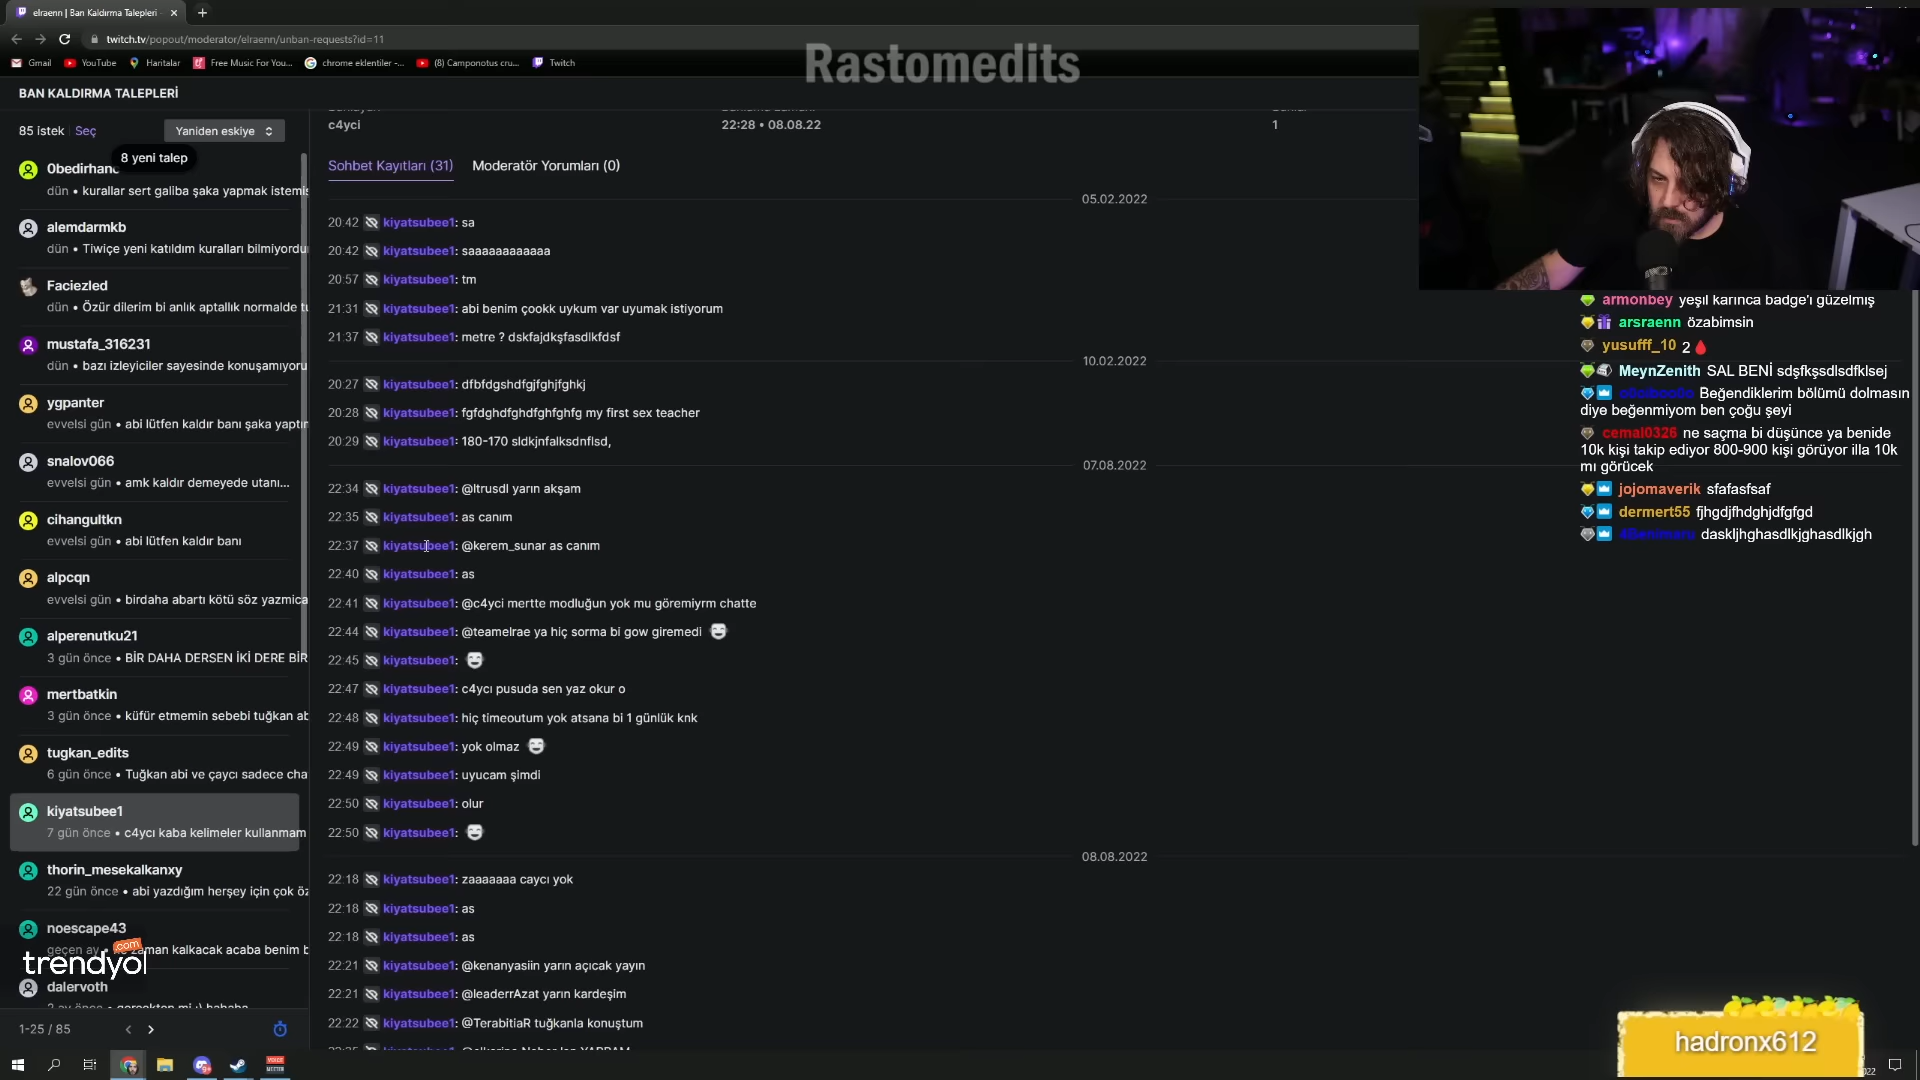 elraenn | Ban Kaldırma Talepleri
twitch.tv/popout/moderator/elraenn/unban-requests?id=11
Gmail
YouTube
Haritalar
Free Music For You...
chrome eklentiler -...
(8) Camponotus cru...
Twitch
Rastomedits
BAN KALDIRMA TALEPLERİ
85 istek
Seç
Yaniden eskiye
8 yeni talep
0bedirhanc
dün • kurallar sert galiba şaka yapmak istemiş
alemdarmkb
dün • Tiwiçe yeni katıldım kuralları bilmiyordu
Faciezled
dün • Özür dilerim bi anlık aptallık normalde tu
mustafa_316231
dün • bazı izleyiciler sayesinde konuşamıyoru
ygpanter
evvelsi gün • abi lütfen kaldır banı şaka yaptın
snalov066
evvelsi gün • amk kaldır demeyede utanı...
cihangultkn
evvelsi gün • abi lütfen kaldır banı
alpcqn
evvelsi gün • birdaha abartı kötü söz yazmica
alperenutku21
3 gün önce • BİR DAHA DERSEN İKİ DERE BİR
mertbatkin
3 gün önce • küfür etmemin sebebi tuğkan ab
tugkan_edits
6 gün önce • Tuğkan abi ve çaycı sadece cha
kiyatsubee1
7 gün önce • c4ycı kaba kelimeler kullanmam
thorin_mesekalkanxy
22 gün önce • abi yazdığım herşey için çok öz
noescape43
geçen ay • ne zaman kalkacak acaba benim b
trendyol
.com
dalervoth
2 ay önce • gerçekten mi :) hahaha
1-25 / 85
c4yci
22:28 • 08.08.22
1
Sohbet Kayıtları (31)
Moderatör Yorumları (0)
05.02.2022
20:42 kiyatsubee1: sa
20:42 kiyatsubee1: saaaaaaaaaaaa
20:57 kiyatsubee1: tm
21:31 kiyatsubee1: abi benim çookk uykum var uyumak istiyorum
21:37 kiyatsubee1: metre ? dskfajdkşfasdlkfdsf
10.02.2022
20:27 kiyatsubee1: dfbfdgshdfgjfghjfghkj
20:28 kiyatsubee1: fgfdghdfghdfghfghfg my first sex teacher
20:29 kiyatsubee1: 180-170 sldkjnfalksdnflsd,
07.08.2022
22:34 kiyatsubee1: @ltrusdl yarın akşam
22:35 kiyatsubee1: as canım
22:37 kiyatsubee1: @kerem_sunar as canım
22:40 kiyatsubee1: as
22:41 kiyatsubee1: @c4yci mertte modluğun yok mu göremiyrm chatte
22:44 kiyatsubee1: @teamelrae ya hiç sorma bi gow giremedi
22:45 kiyatsubee1:
22:47 kiyatsubee1: c4ycı pusuda sen yaz okur o
22:48 kiyatsubee1: hiç timeoutum yok atsana bi 1 günlük knk
22:49 kiyatsubee1: yok olmaz
22:49 kiyatsubee1: uyucam şimdi
22:50 kiyatsubee1: olur
22:50 kiyatsubee1:
08.08.2022
22:18 kiyatsubee1: zaaaaaaa caycı yok
22:18 kiyatsubee1: as
22:18 kiyatsubee1: as
22:21 kiyatsubee1: @kenanyasiin yarın açıcak yayın
22:21 kiyatsubee1: @leaderrAzat yarın kardeşim
22:22 kiyatsubee1: @TerabitiaR tuğkanla konuştum
armonbey yeşil karınca badge'i güzelmiş
arsraenn özabimsin
yusufff_10 2
MeynZenith SAL BENİ sdşfkşsdlsdfklsej
Beğendiklerim bölümü dolmasın
diye beğenmiyom ben çoğu şeyi
cemal0326 ne saçma bi düşünce ya benide
10k kişi takip ediyor 800-900 kişi görüyor illa 10k
mı görücek
jojomaverik sfafasfsaf
dermert55 fjhgdjfhdghjdfgfgd
daskljhghasdlkjghasdlkjgh
hadronx612